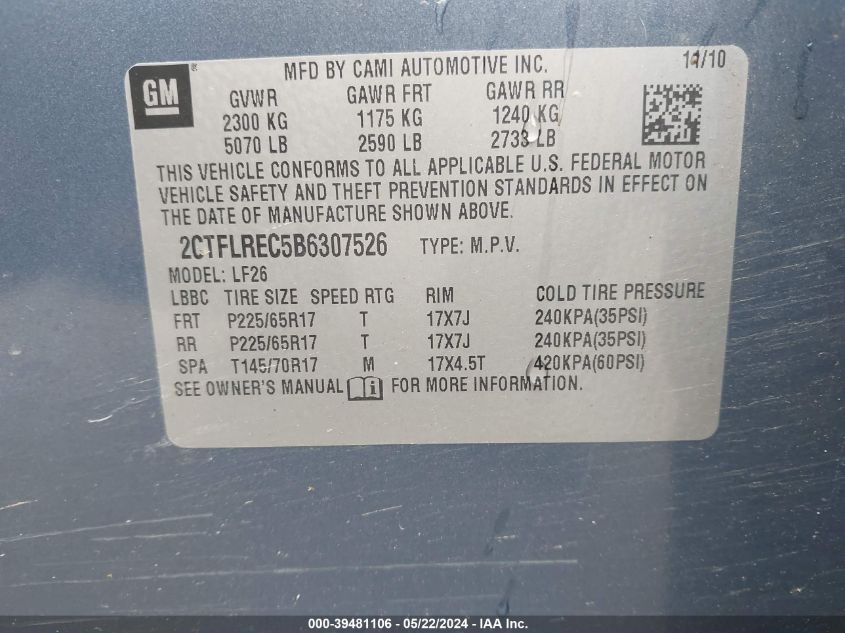 GM ®
MFD BY CAMI AUTOMOTIVE INC. 11/10
GVWR GAWR FRT GAWR RR
2300 KG 1175 KG 1240 KG
5070 LB 2590 LB 2733 LB
THIS VEHICLE CONFORMS TO ALL APPLICABLE U.S. FEDERAL MOTOR
VEHICLE SAFETY AND THEFT PREVENTION STANDARDS IN EFFECT ON
THE DATE OF MANUFACTURE SHOWN ABOVE.
2CTFLREC5B6307526 TYPE: M.P.V.
MODEL: LF26
LBBC TIRE SIZE SPEED RTG RIM COLD TIRE PRESSURE
FRT P225/65R17 T 17X7J 240KPA(35PSI)
RR P225/65R17 T 17X7J 240KPA(35PSI)
SPA T145/70R17 M 17X4.5T 420KPA(60PSI)
SEE OWNER'S MANUAL i FOR MORE INFORMATION.
000-39481106 - 05/22/2024 - IAA Inc.